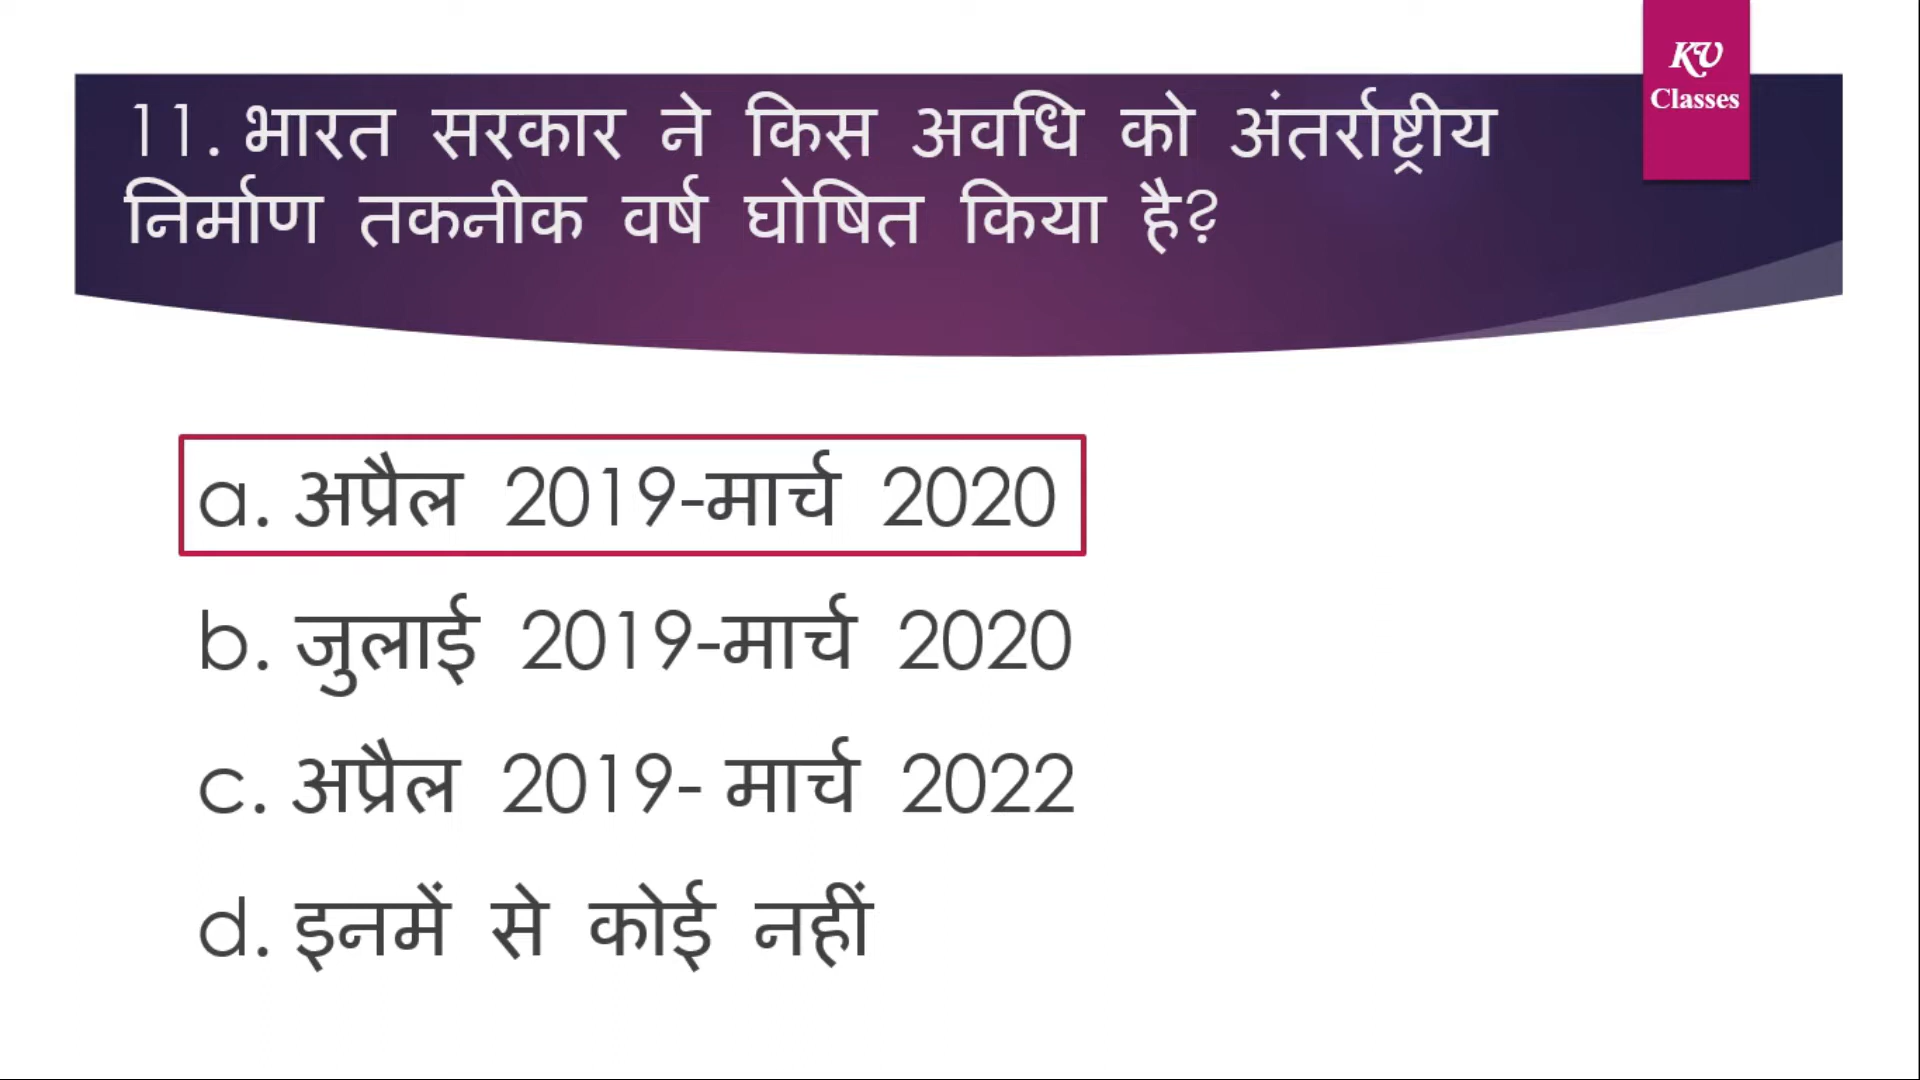 KV
Classes
11. भारत सरकार ने किस अवधि को अंतर्राष्ट्रीय
निर्माण तकनीक वर्ष घोषित किया है?
a. अप्रैल 2019-मार्च 2020
b. जुलाई 2019-मार्च 2020
c. अप्रैल 2019- मार्च 2022
d. इनमें से कोई नहीं